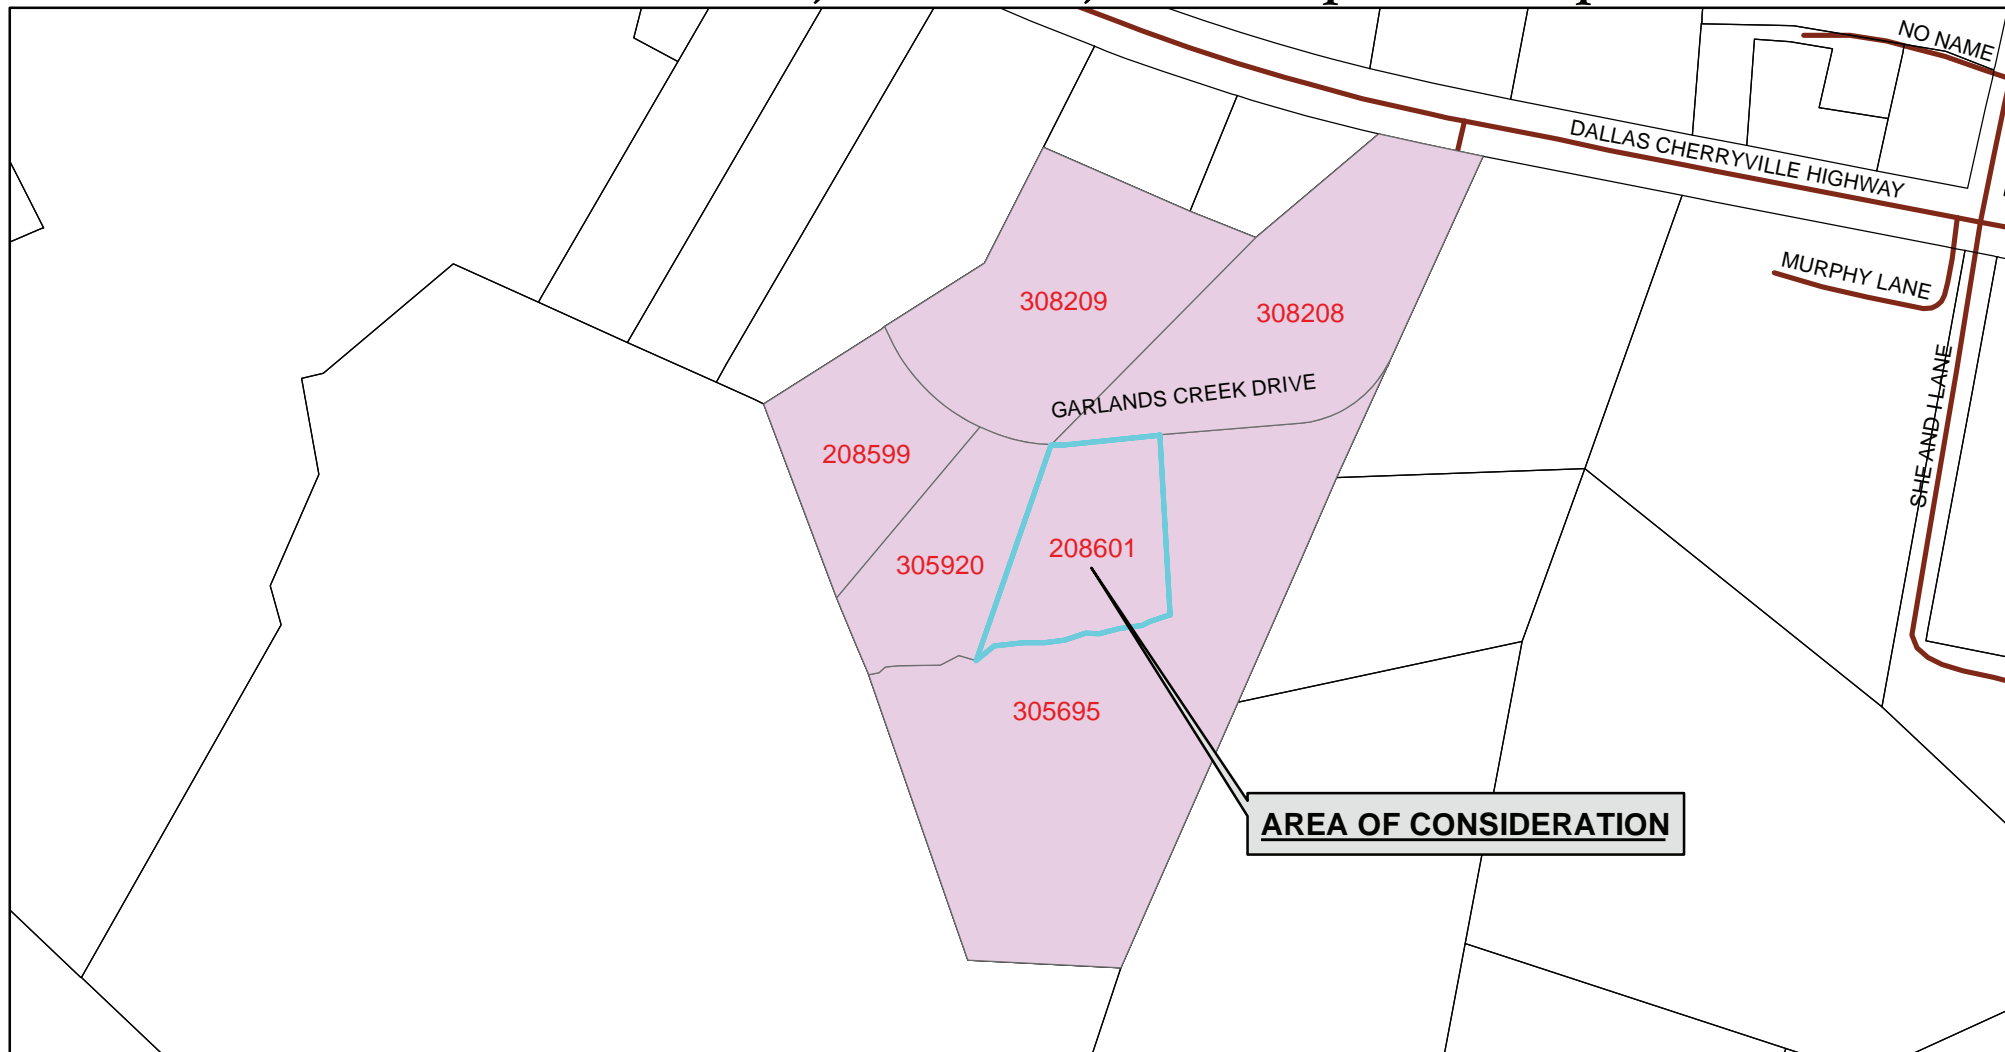 NO NAME
DALLAS CHERRYVILLE HIGHWAY
MURPHY LANE
308209
308208
GARLANDS CREEK DRIVE
SHE AND I LANE
208599
208601
305920
305695
AREA OF CONSIDERATION